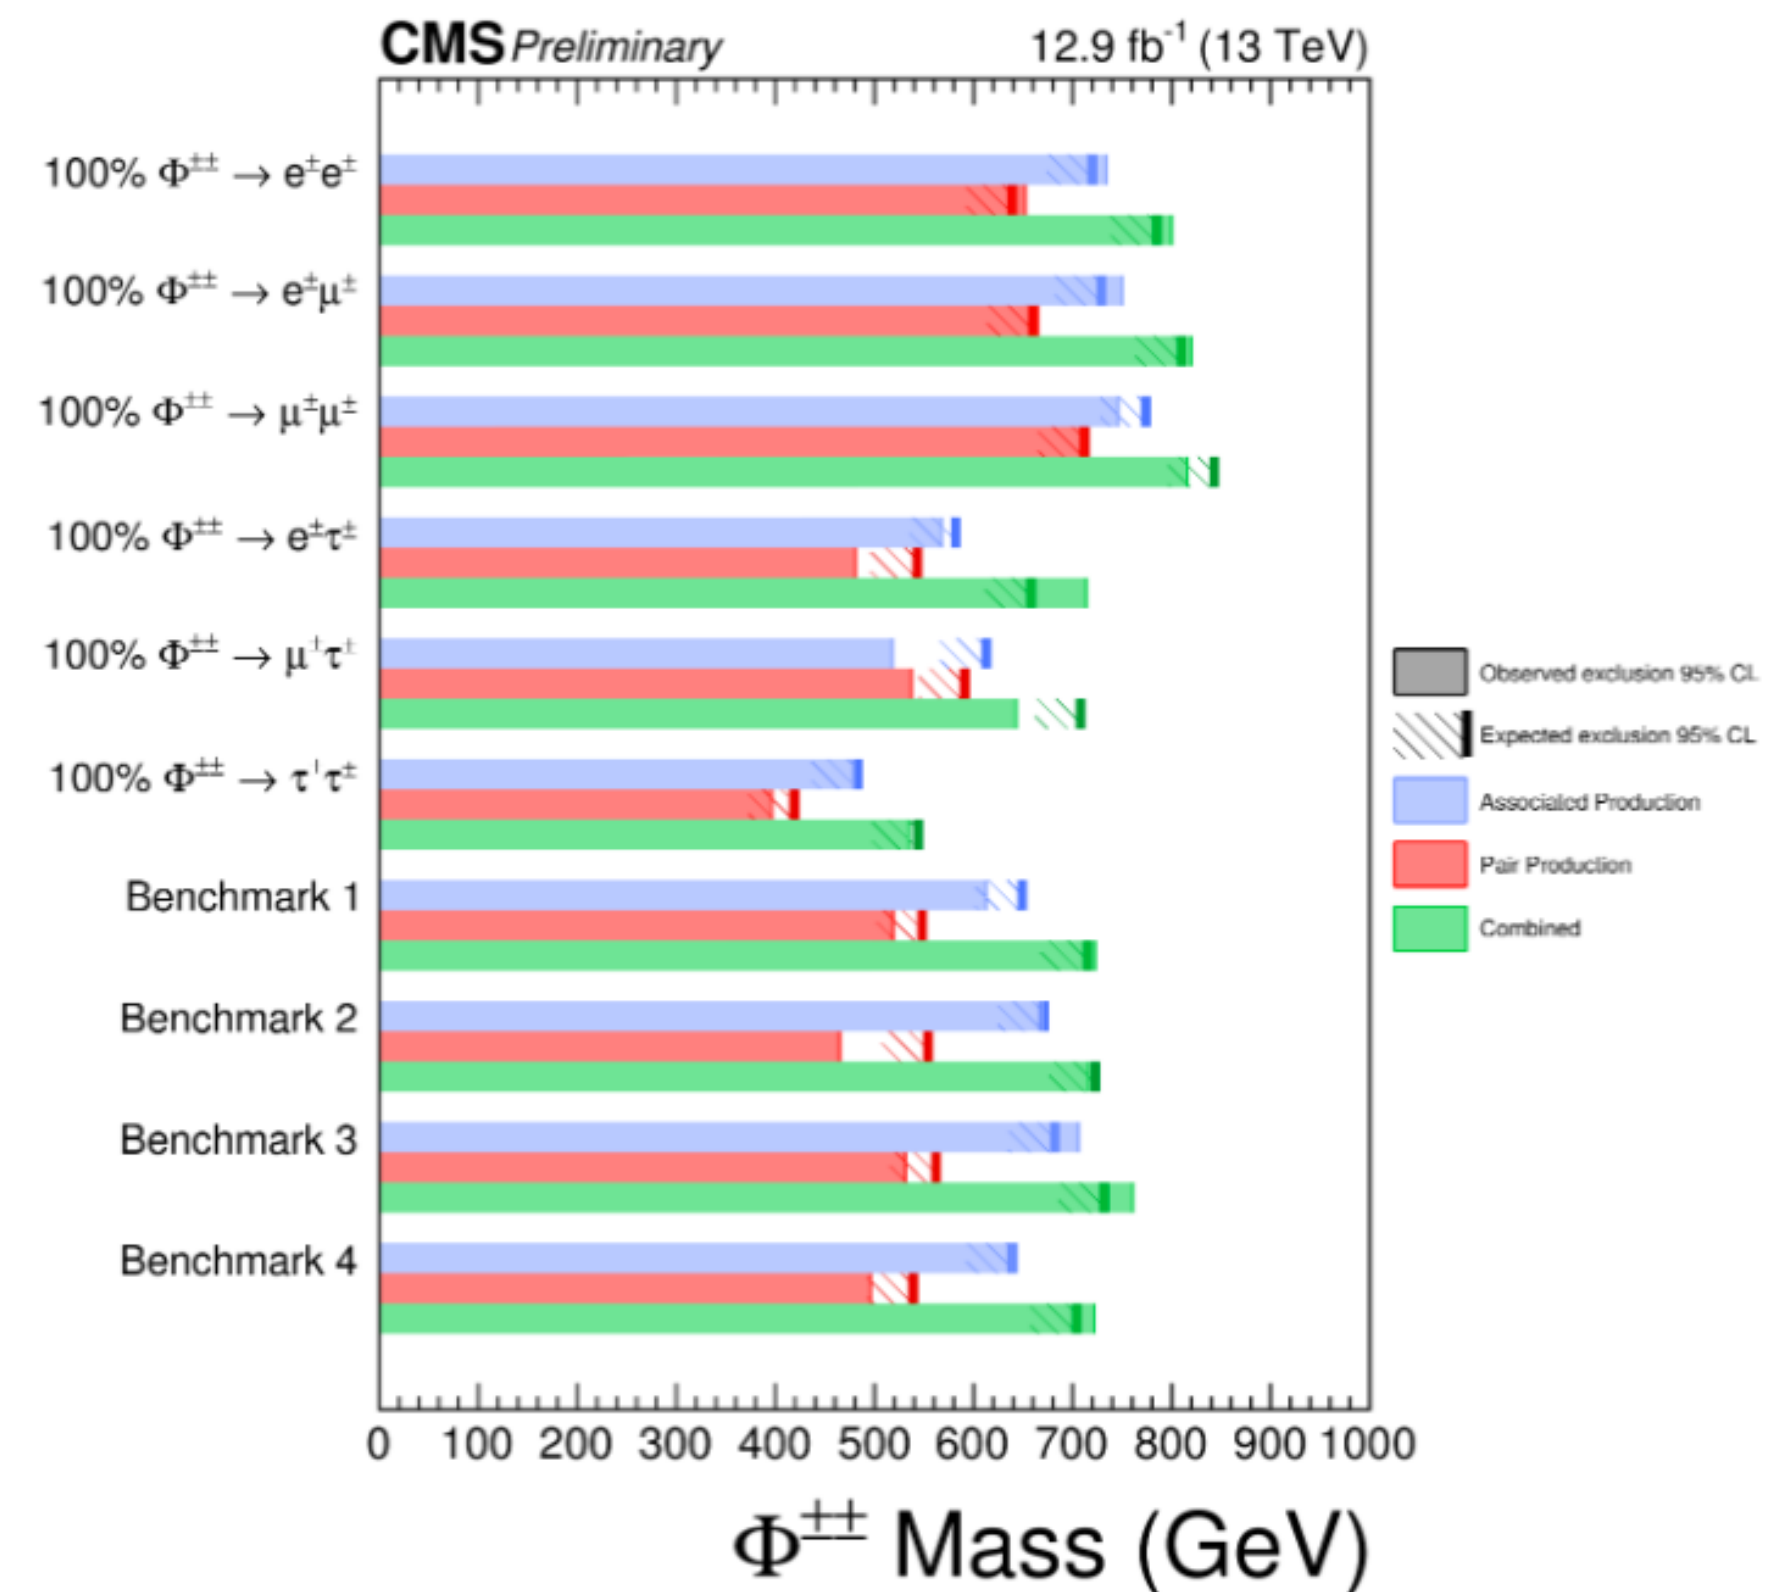 CMS Preliminary 12.9 fb⁻¹ (13 TeV)
100% Φ±± → e±e±
100% Φ±± → e±μ±
100% Φ±± → μ±μ±
100% Φ±± → e±τ±
100% Φ±± → μ±τ±
100% Φ±± → τ±τ±
Benchmark 1
Benchmark 2
Benchmark 3
Benchmark 4
Observed exclusion 95% CL
Expected exclusion 95% CL
Associated Production
Pair Production
Combined
0 100 200 300 400 500 600 700 800 900 1000
Φ±± Mass (GeV)